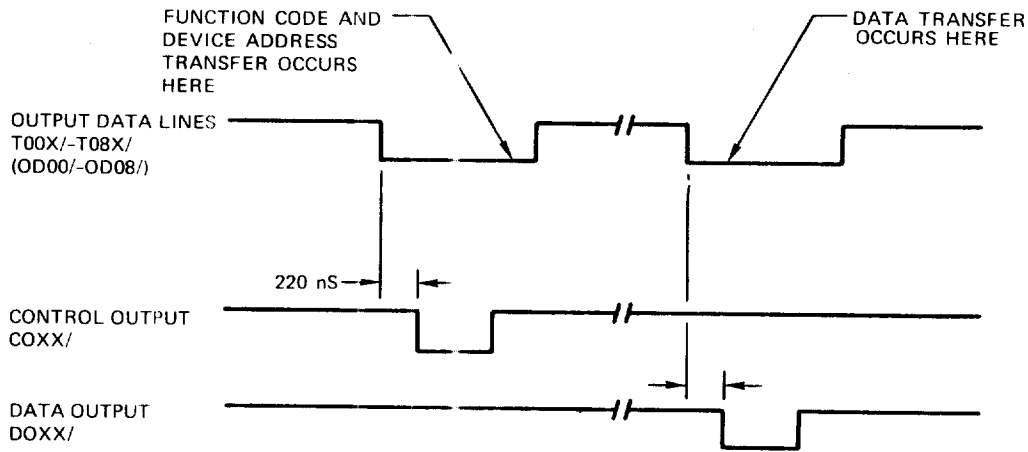 FUNCTION CODE AND
DEVICE ADDRESS
TRANSFER OCCURS
HERE
DATA TRANSFER
OCCURS HERE
OUTPUT DATA LINES
T00X/-T08X/
(OD00/-OD08/)
220 nS
CONTROL OUTPUT
COXX/
DATA OUTPUT
DOXX/